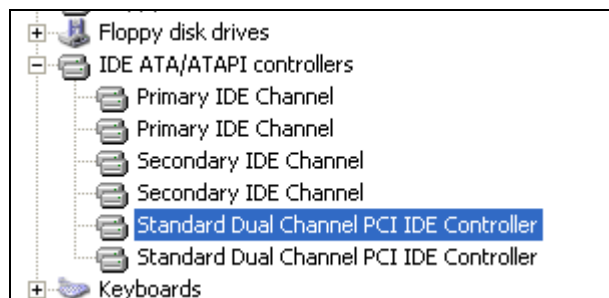 Floppy disk drives
IDE ATA/ATAPI controllers
Primary IDE Channel
Primary IDE Channel
Secondary IDE Channel
Secondary IDE Channel
Standard Dual Channel PCI IDE Controller
Standard Dual Channel PCI IDE Controller
Keyboards